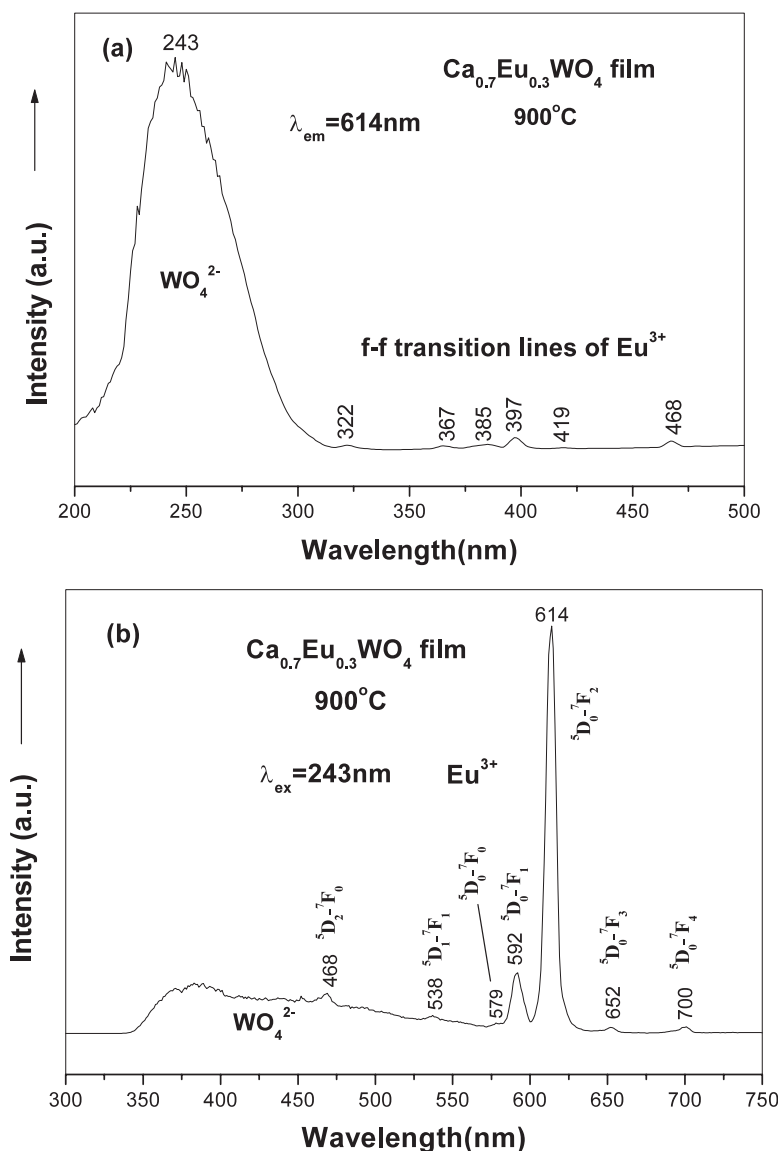 (a)
243
Ca₀.₇Eu₀.₃WO₄ film
900°C
λₑₘ=614nm
WO₄²⁻
f-f transition lines of Eu³⁺
322
367
385
397
419
468
Intensity (a.u.)
200 250 300 350 400 450 500
Wavelength(nm)
(b)
614
Ca₀.₇Eu₀.₃WO₄ film
900°C
λₑₓ=243nm
Eu³⁺
⁵D₀-⁷F₂
⁵D₂-⁷F₀
468
⁵D₁-⁷F₁
538
⁵D₀-⁷F₀
579
⁵D₀-⁷F₁
592
⁵D₀-⁷F₃
652
⁵D₀-⁷F₄
700
WO₄²⁻
Intensity (a.u.)
300 350 400 450 500 550 600 650 700 750
Wavelength(nm)